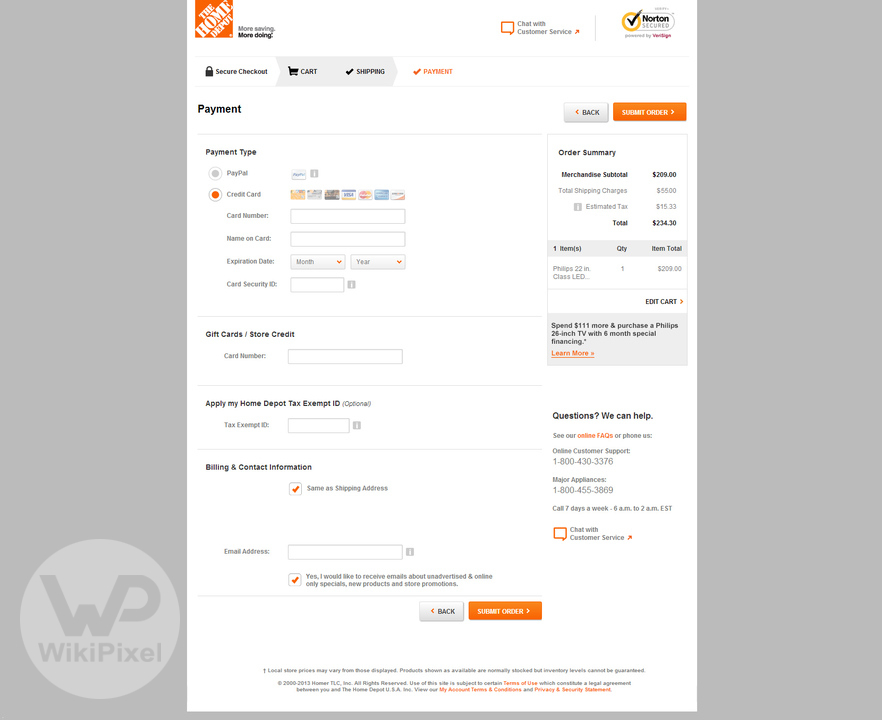 THE
HOME
DEPOT
More saving.
More doing.
Chat with
Customer Service
Norton
SECURED
powered by VeriSign
Secure Checkout
CART
SHIPPING
PAYMENT
Payment
BACK
SUBMIT ORDER
Payment Type
PayPal
PayPal
Credit Card
VISA
Card Number:
Name on Card:
Expiration Date:
Month
Year
Card Security ID:
Gift Cards / Store Credit
Card Number:
Apply my Home Depot Tax Exempt ID (Optional)
Tax Exempt ID:
Billing & Contact Information
Same as Shipping Address
Email Address:
Yes, I would like to receive emails about unadvertised & online
only specials, new products and store promotions.
BACK
SUBMIT ORDER
Order Summary
Merchandise Subtotal $209.00
Total Shipping Charges $55.00
Estimated Tax $15.33
Total $234.30
1 Item(s) Qty Item Total
Philips 22 in. 1 $209.00
Class LED...
EDIT CART
Spend $111 more & purchase a Philips
26-inch TV with 6 month special
financing.*
Learn More »
Questions? We can help.
See our online FAQs or phone us:
Online Customer Support:
1-800-430-3376
Major Appliances:
1-800-455-3869
Call 7 days a week - 6 a.m. to 2 a.m. EST
Chat with
Customer Service
WikiPixel
† Local store prices may vary from those displayed. Products shown as available are normally stocked but inventory levels cannot be guaranteed.
© 2000-2013 Homer TLC, Inc. All Rights Reserved. Use of this site is subject to certain Terms of Use which constitute a legal agreement
between you and The Home Depot U.S.A. Inc. View our My Account Terms & Conditions and Privacy & Security Statement.